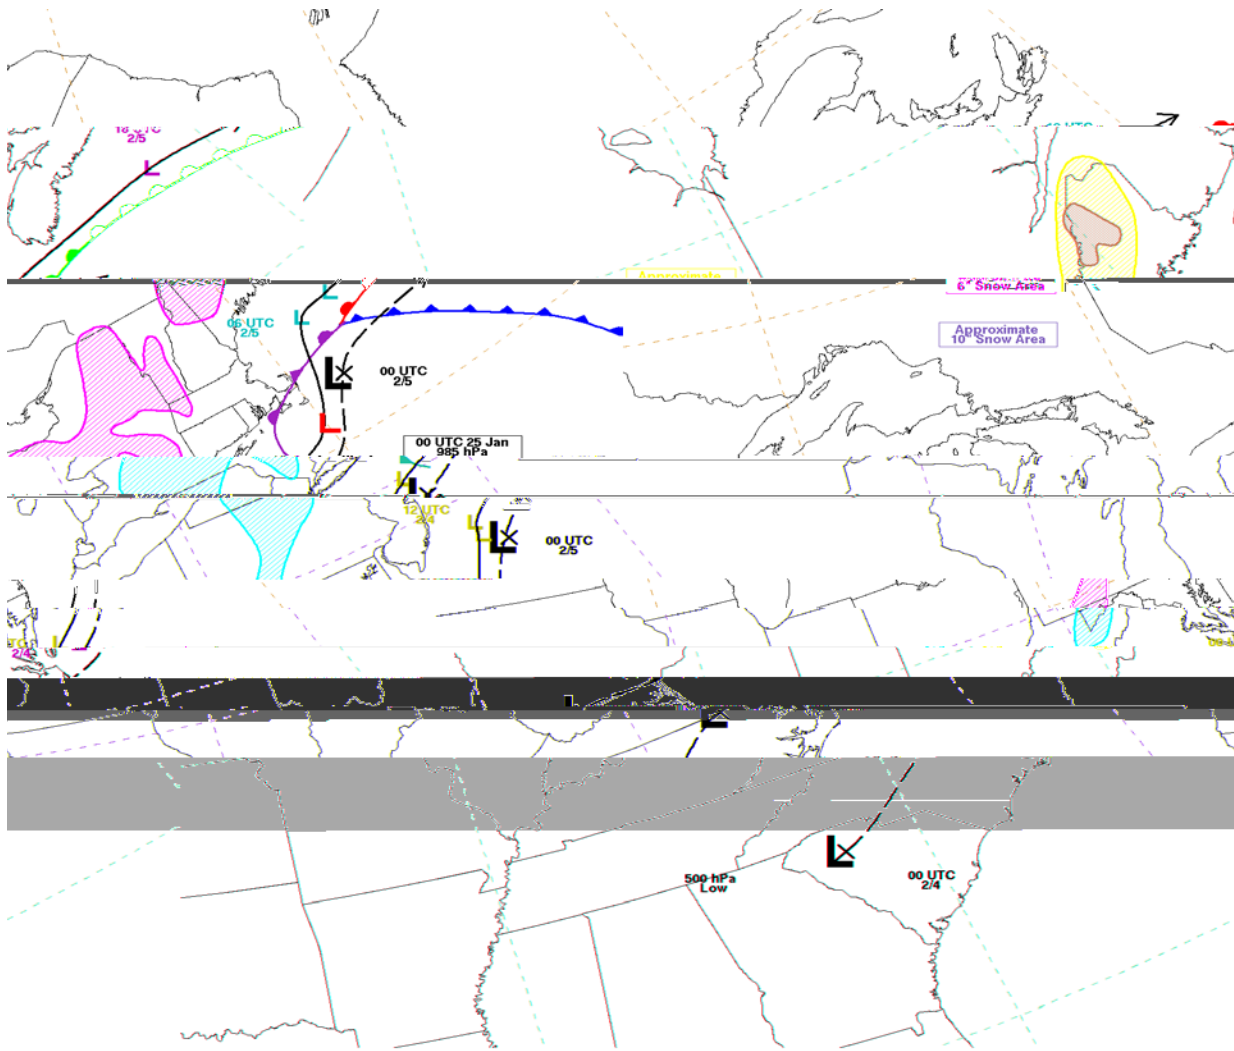 18 UTC
2/5
L
Approximate
6" Snow Area
L
L
06 UTC
2/5
Approximate
10" Snow Area
L
00 UTC
2/5
L
00 UTC 25 Jan
985 hPa
L
L
12 UTC
2/4
L
L
L
00 UTC
2/5
2/4
L
L
500 hPa
Low
00 UTC
2/4